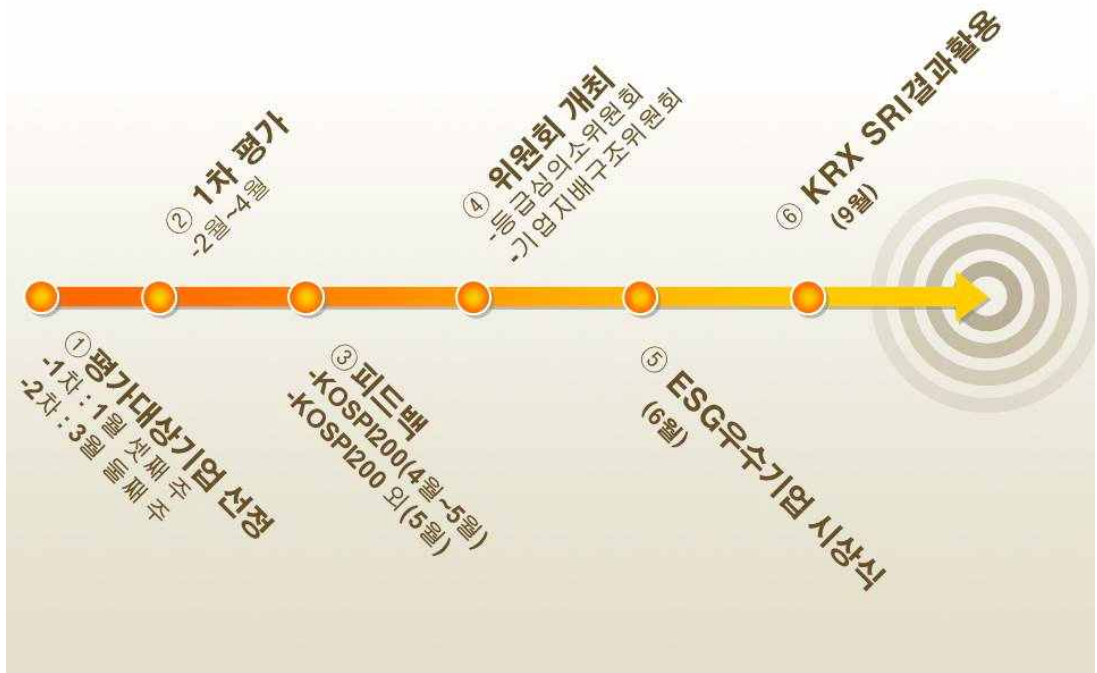 ① 평가대상기업 선정
-1차 : 1월 셋째 주
-2차 : 3월 둘째 주
② 1차 평가
-2월~4월
③ 피드백
-KOSPI200(4월~5월)
-KOSPI200 외(5월)
④ 위원회 개최
-등급심의소위원회
-기업지배구조위원회
⑤ ESG우수기업 시상식
(6월)
⑥ KRX SRI결과활용
(9월)